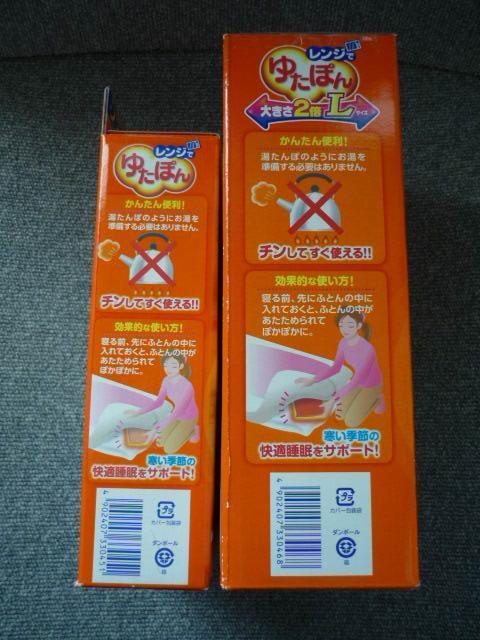 レンジで
ゆたぽん
かんたん便利!
湯たんぽのようにお湯を
準備する必要はありません。
チンしてすぐ使える!!
効果的な使い方!
寝る前、先にふとんの中に
入れておくと、ふとんの中が
あたためられて
ぽかぽかに。
寒い季節の
快適睡眠をサポート!
4902407330451
プラ
カバー・包装袋
ダンボール
箱
レンジで
ゆたぽん
大きさ2倍Lサイズ
かんたん便利!
湯たんぽのようにお湯を
準備する必要はありません。
チンしてすぐ使える!!
効果的な使い方!
寝る前、先にふとんの中に
入れておくと、ふとんの中が
あたためられて
ぽかぽかに。
寒い季節の
快適睡眠をサポート!
4902407330468
プラ
カバー・包装袋
ダンボール
箱